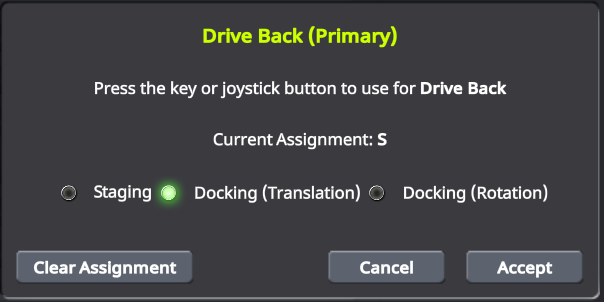 Drive Back (Primary)
Press the key or joystick button to use for Drive Back
Current Assignment: S
Staging Docking (Translation) Docking (Rotation)
Clear Assignment Cancel Accept